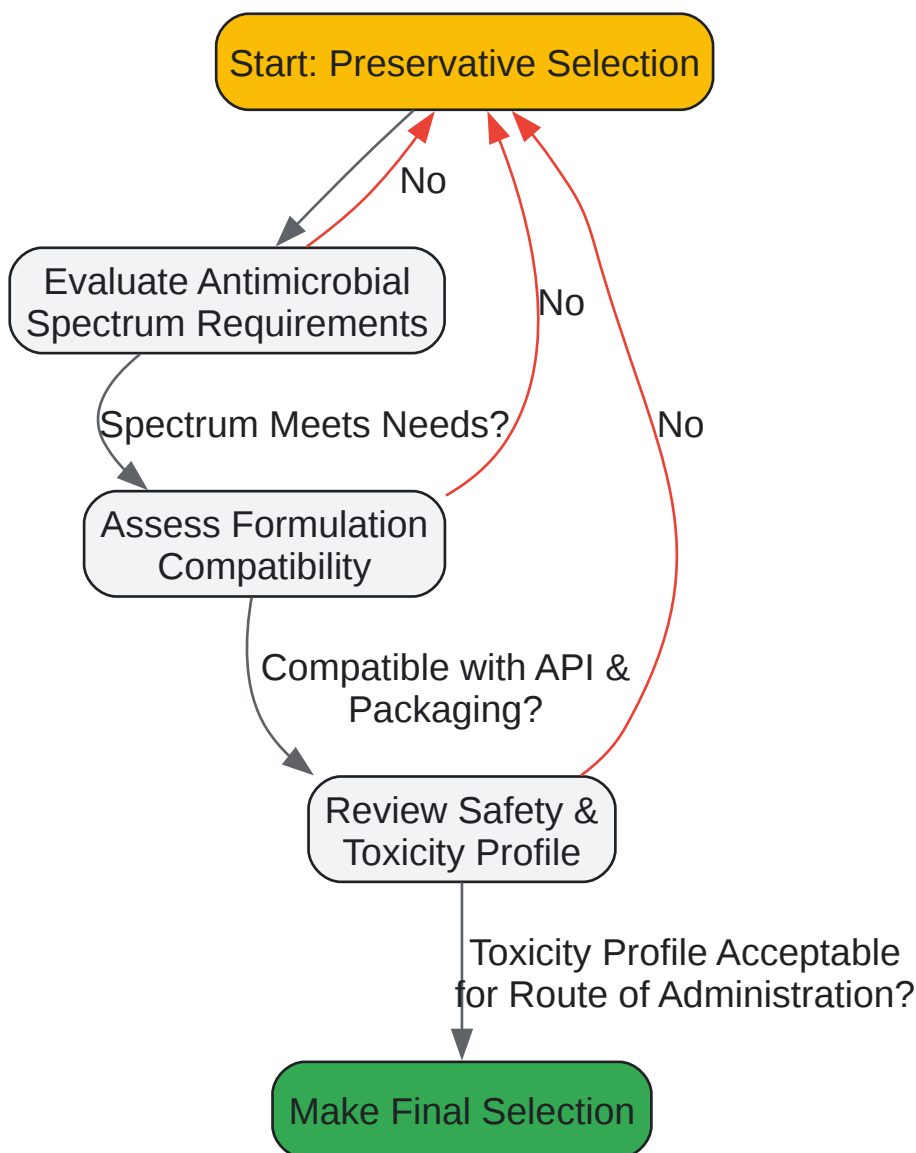 Start: Preservative Selection
No
Evaluate Antimicrobial
Spectrum Requirements
No
Spectrum Meets Needs?
No
Assess Formulation
Compatibility
Compatible with API &
Packaging?
Review Safety &
Toxicity Profile
Toxicity Profile Acceptable
for Route of Administration?
Make Final Selection